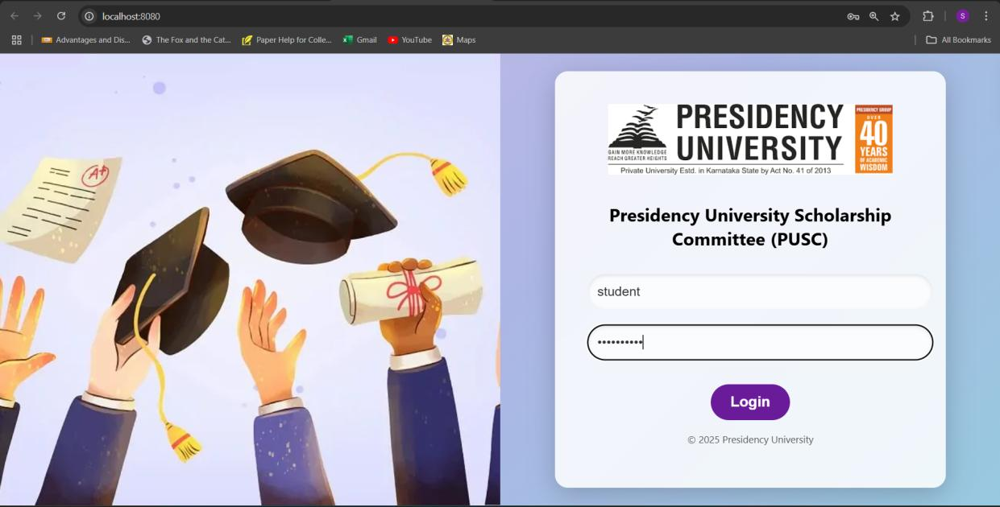 localhost:8080
S
Advantages and Dis...
The Fox and the Cat...
Paper Help for Colle...
Gmail
YouTube
Maps
All Bookmarks
A+
PRESIDENCY
UNIVERSITY
GAIN MORE KNOWLEDGE
REACH GREATER HEIGHTS
Private University Estd. in Karnataka State by Act No. 41 of 2013
PRESIDENCY GROUP
OVER
40
YEARS
OF ACADEMIC
WISDOM
Presidency University Scholarship
Committee (PUSC)
student
••••••••••
Login
© 2025 Presidency University